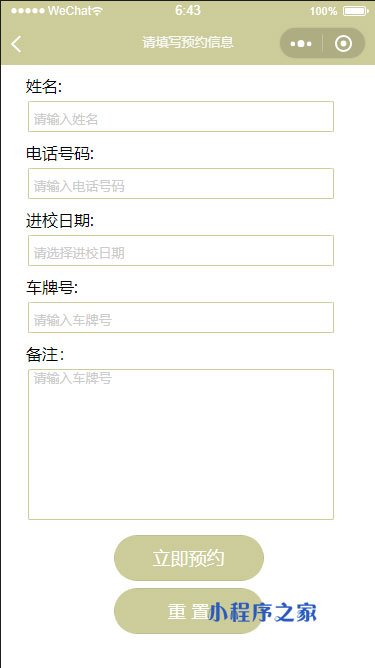 WeChat 6:43 100%
请填写预约信息
姓名:
请输入姓名
电话号码:
请输入电话号码
进校日期:
请选择进校日期
车牌号:
请输入车牌号
备注:
请输入车牌号
立即预约
重 置
小程序之家